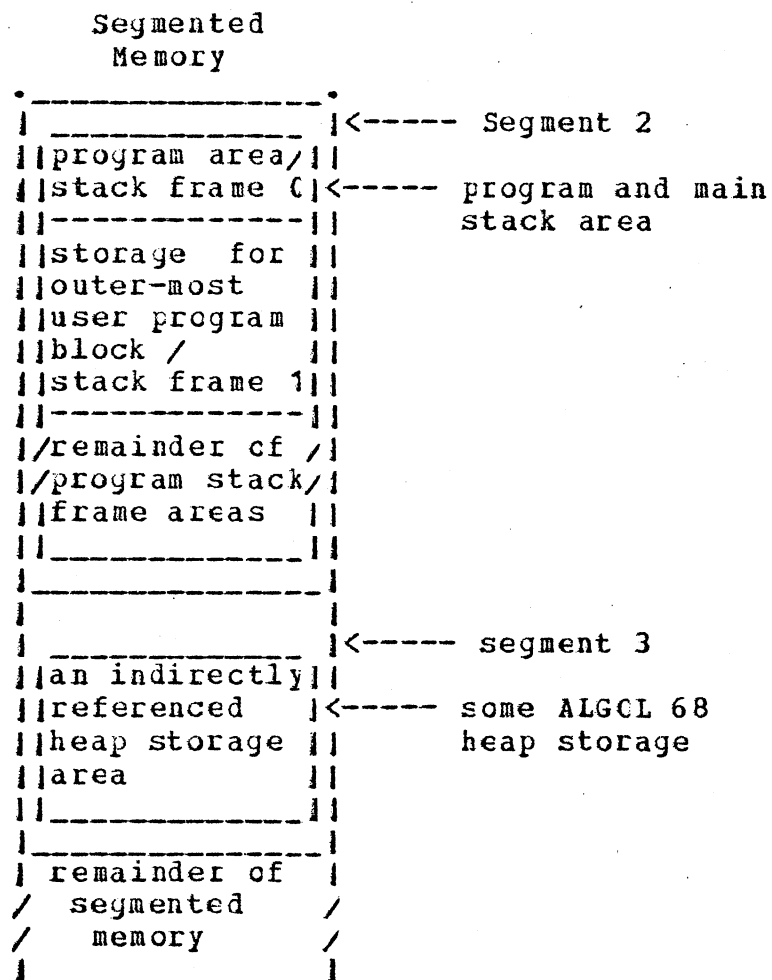 Segmented
Memory
<----- Segment 2
program area/
stack frame 0 <----- program and main
------------- stack area
storage for
outer-most
user program
block /
stack frame 1
-------------
/remainder of /
/program stack/
frame areas
<----- segment 3
an indirectly
referenced <----- some ALGOL 68
heap storage heap storage
area
remainder of
/ segmented /
/ memory /